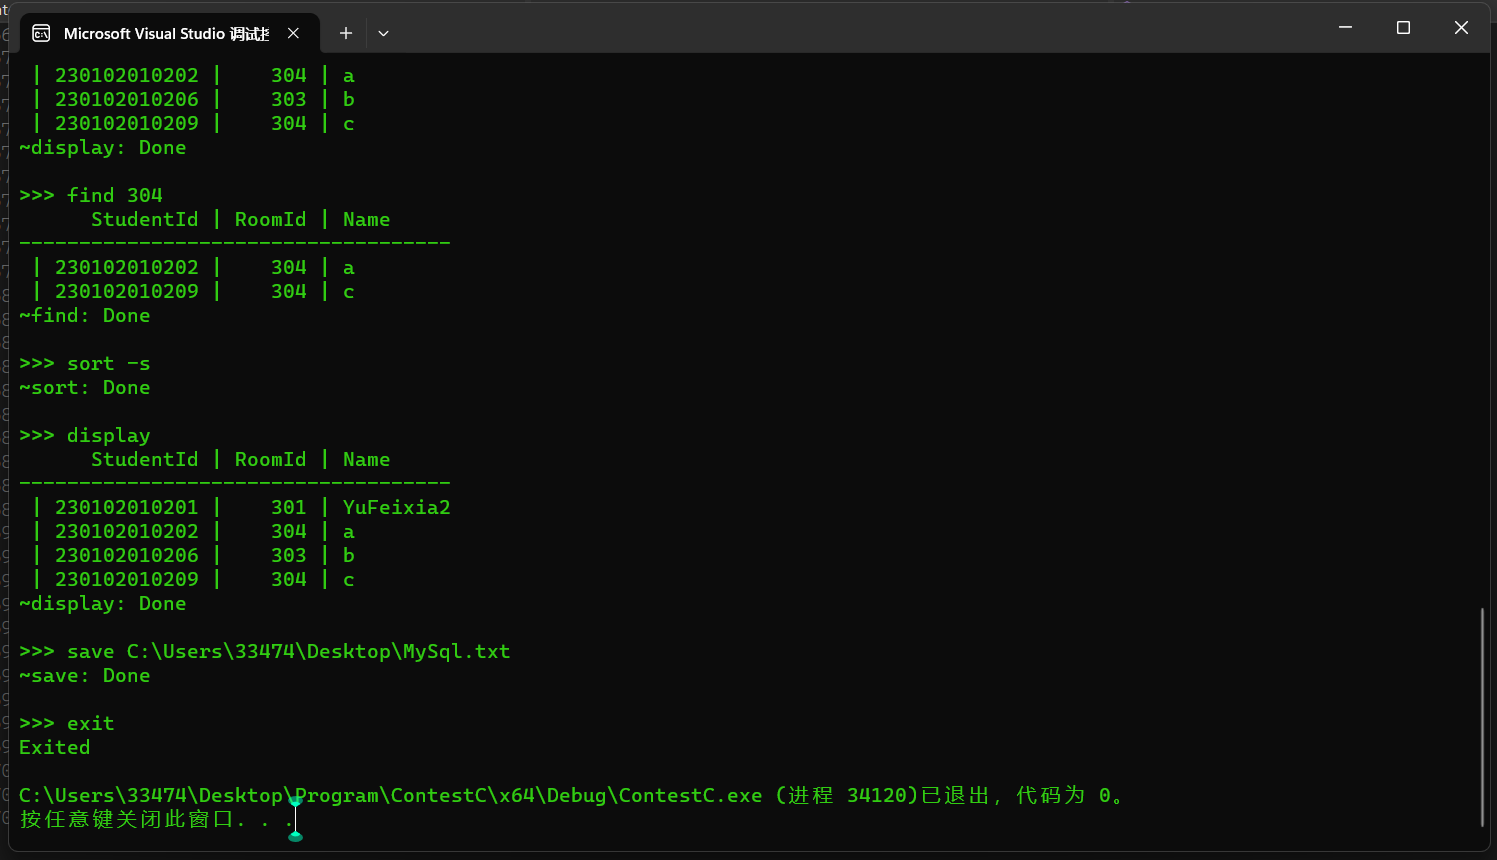 Microsoft Visual Studio 调试控
| 230102010202 |    304 | a
| 230102010206 |    303 | b
| 230102010209 |    304 | c
~display: Done
>>> find 304
StudentId | RoomId | Name
------------------------------------
| 230102010202 |    304 | a
| 230102010209 |    304 | c
~find: Done
>>> sort -s
~sort: Done
>>> display
StudentId | RoomId | Name
------------------------------------
| 230102010201 |    301 | YuFeixia2
| 230102010202 |    304 | a
| 230102010206 |    303 | b
| 230102010209 |    304 | c
~display: Done
>>> save C:\Users\33474\Desktop\MySql.txt
~save: Done
>>> exit
Exited
C:\Users\33474\Desktop\Program\ContestC\x64\Debug\ContestC.exe (进程 34120)已退出，代码为 0。
按任意键关闭此窗口. . .